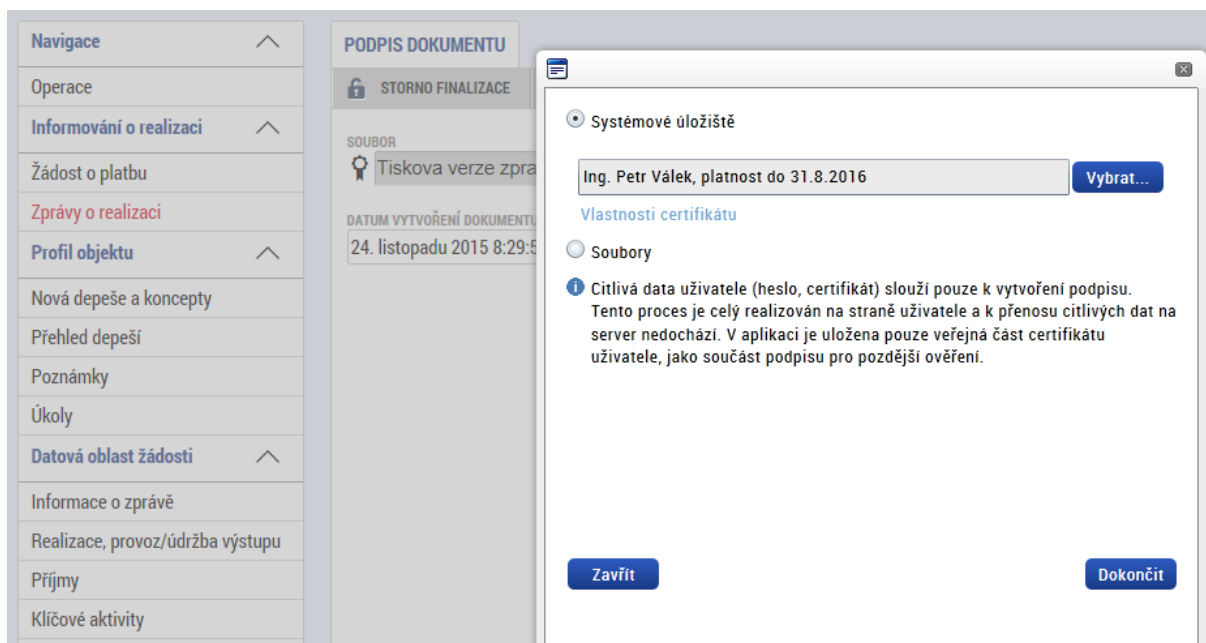 Navigace
Operace
Informování o realizaci
Žádost o platbu
Zprávy o realizaci
Profil objektu
Nová depeše a koncepty
Přehled depeší
Poznámky
Úkoly
Datová oblast žádosti
Informace o zprávě
Realizace, provoz/údržba výstupu
Příjmy
Klíčové aktivity
PODPIS DOKUMENTU
STORNO FINALIZACE
SOUBOR
Tiskova verze zpra
DATUM VYTVOŘENÍ DOKUMENTU
24. listopadu 2015 8:29:5
Systémové úložiště
Ing. Petr Válek, platnost do 31.8.2016
Vybrat...
Vlastnosti certifikátu
Soubory
Citlivá data uživatele (heslo, certifikát) slouží pouze k vytvoření podpisu.
Tento proces je celý realizován na straně uživatele a k přenosu citlivých dat na
server nedochází. V aplikaci je uložena pouze veřejná část certifikátu
uživatele, jako součást podpisu pro pozdější ověření.
Zavřít
Dokončit